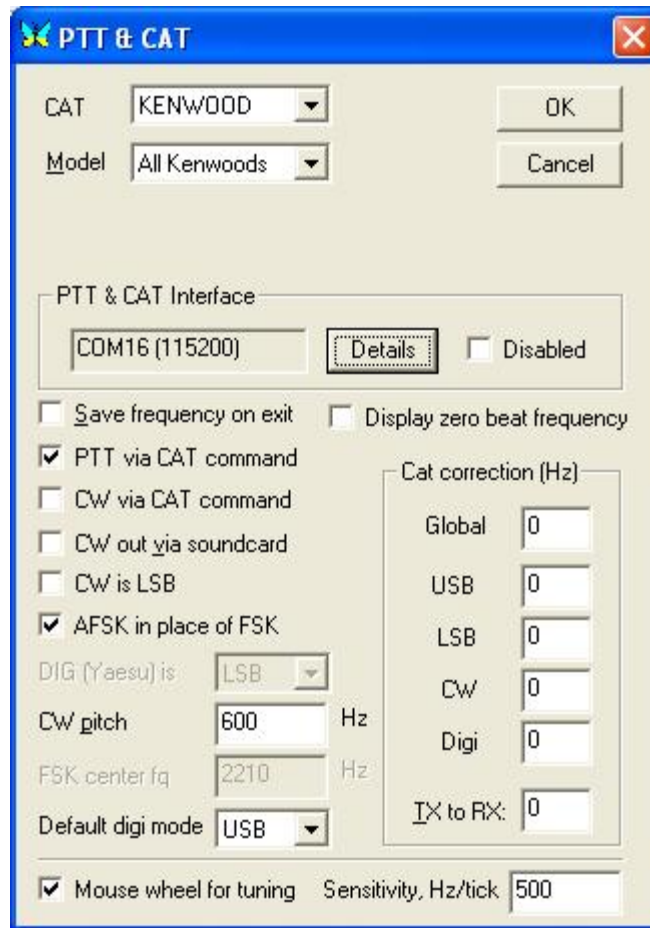 PTT & CAT
CAT KENWOOD OK
Model All Kenwoods Cancel
PTT & CAT Interface
COM16 (115200) Details Disabled
Save frequency on exit Display zero beat frequency
PTT via CAT command
Cat correction (Hz)
CW via CAT command
Global 0
CW out via soundcard
CW is LSB
USB 0
AFSK in place of FSK
LSB 0
DIG (Yaesu) is LSB
CW 0
CW pitch 600 Hz
Digi 0
FSK center fq 2210 Hz
TX to RX: 0
Default digi mode USB
Mouse wheel for tuning Sensitivity, Hz/tick 500